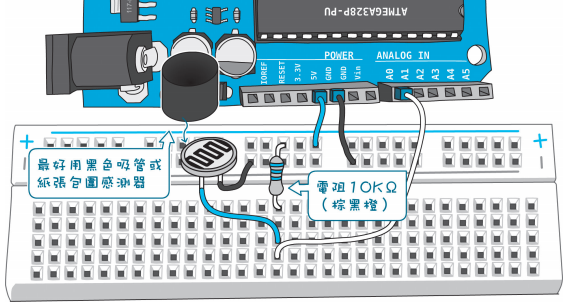 117
ATMEGA328P-PU
POWER
ANALOG IN
IOREF
RESET
3.3V
5V
GND
GND
Vin
A0
A1
A2
A3
A4
A5
+
+
最好用黑色吸管或
紙張包圍感測器
電阻10KΩ
（棕黑橙）